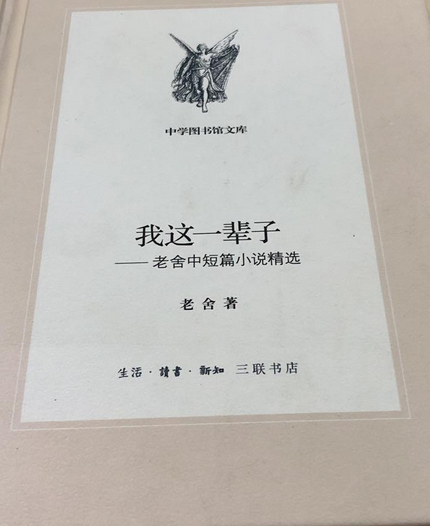 中学图书馆文库
我这一辈子
——老舍中短篇小说精选
老舍著
生活·讀書·新知 三联书店